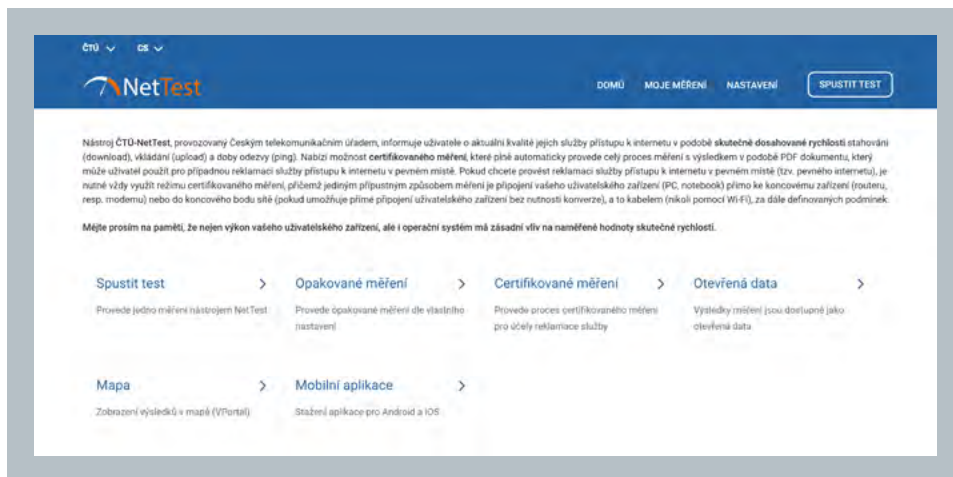 ČTÚ CS
NetTest DOMŮ MOJE MĚŘENÍ NASTAVENÍ SPUSTIT TEST
Nástroj ČTÚ-NetTest, provozovaný Českým telekomunikačním úřadem, informuje uživatele o aktuální kvalitě jejich služby přístupu k internetu v podobě skutečně dosahované rychlosti stahování
(download), vkládání (upload) a doby odezvy (ping). Nabízí možnost certifikovaného měření, které plně automaticky provede celý proces měření s výsledkem v podobě PDF dokumentu, který
může uživatel použít pro případnou reklamaci služby přístupu k internetu v pevném místě. Pokud chcete provést reklamaci služby přístupu k internetu v pevném místě (tzv. pevného internetu), je
nutné vždy využít režimu certifikovaného měření, přičemž jediným přípustným způsobem měření je připojení vašeho uživatelského zařízení (PC, notebook) přímo ke koncovému zařízení (routeru,
resp. modemu) nebo do koncového bodu sítě (pokud umožňuje přímé připojení uživatelského zařízení bez nutnosti konverze), a to kabelem (nikoli pomocí Wi-Fi), za dále definovaných podmínek.
Mějte prosím na paměti, že nejen výkon vašeho uživatelského zařízení, ale i operační systém má zásadní vliv na naměřené hodnoty skutečné rychlosti.
Spustit test Opakované měření Certifikované měření Otevřená data
Provede jedno měření nástrojem NetTest Provede opakované měření dle vlastního Provede proces certifikovaného měření Výsledky měření jsou dostupné jako
nastavení pro účely reklamace služby otevřená data
Mapa Mobilní aplikace
Zobrazení výsledků v mapě (VPortal) Stažení aplikace pro Android a iOS